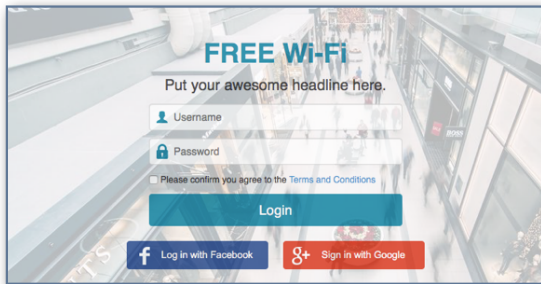 FREE Wi-Fi
Put your awesome headline here.
Username
Password
Please confirm you agree to the Terms and Conditions
Login
f Log in with Facebook
g+ Sign in with Google
BOSS